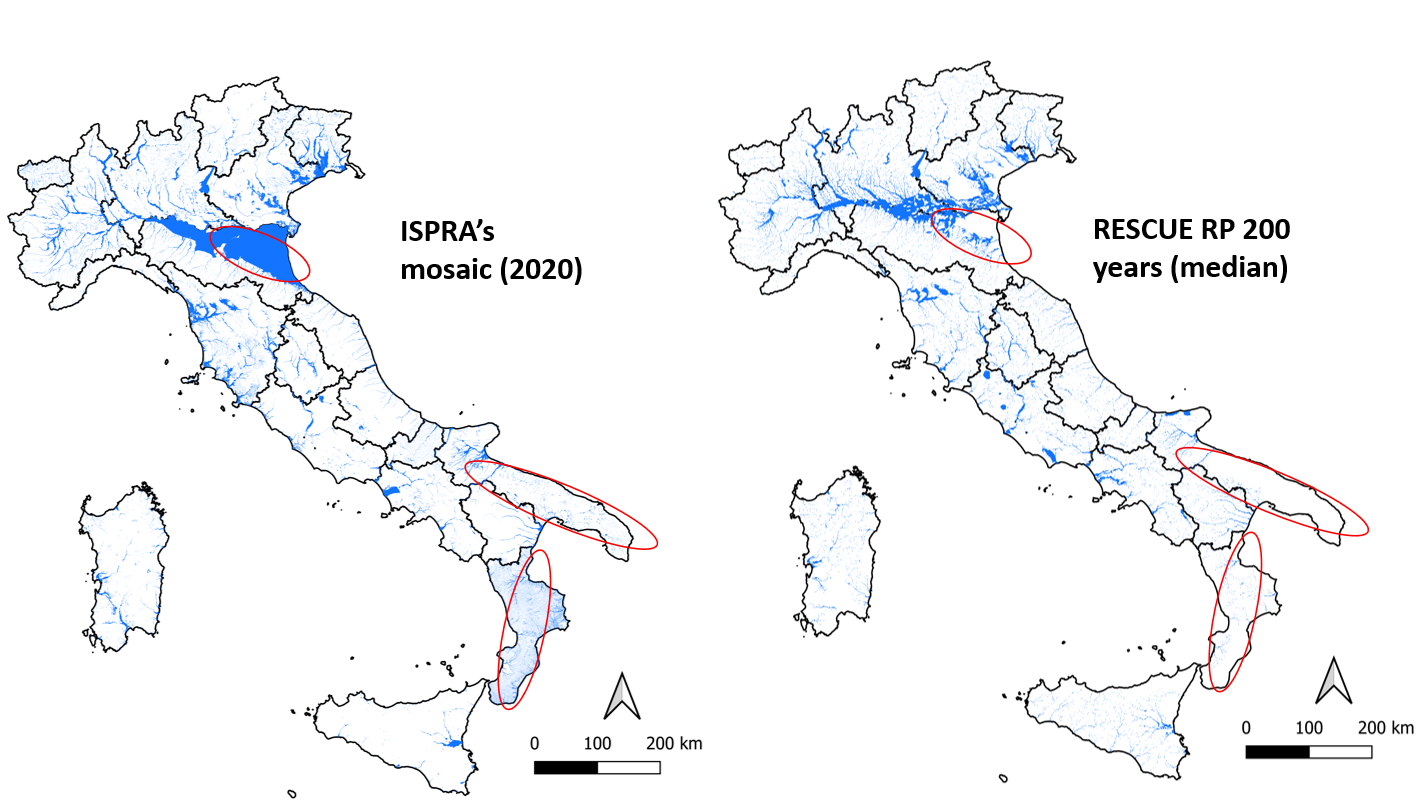 ISPRA's
mosaic (2020)
RESCUE RP 200
years (median)
0 100 200 km
0 100 200 km